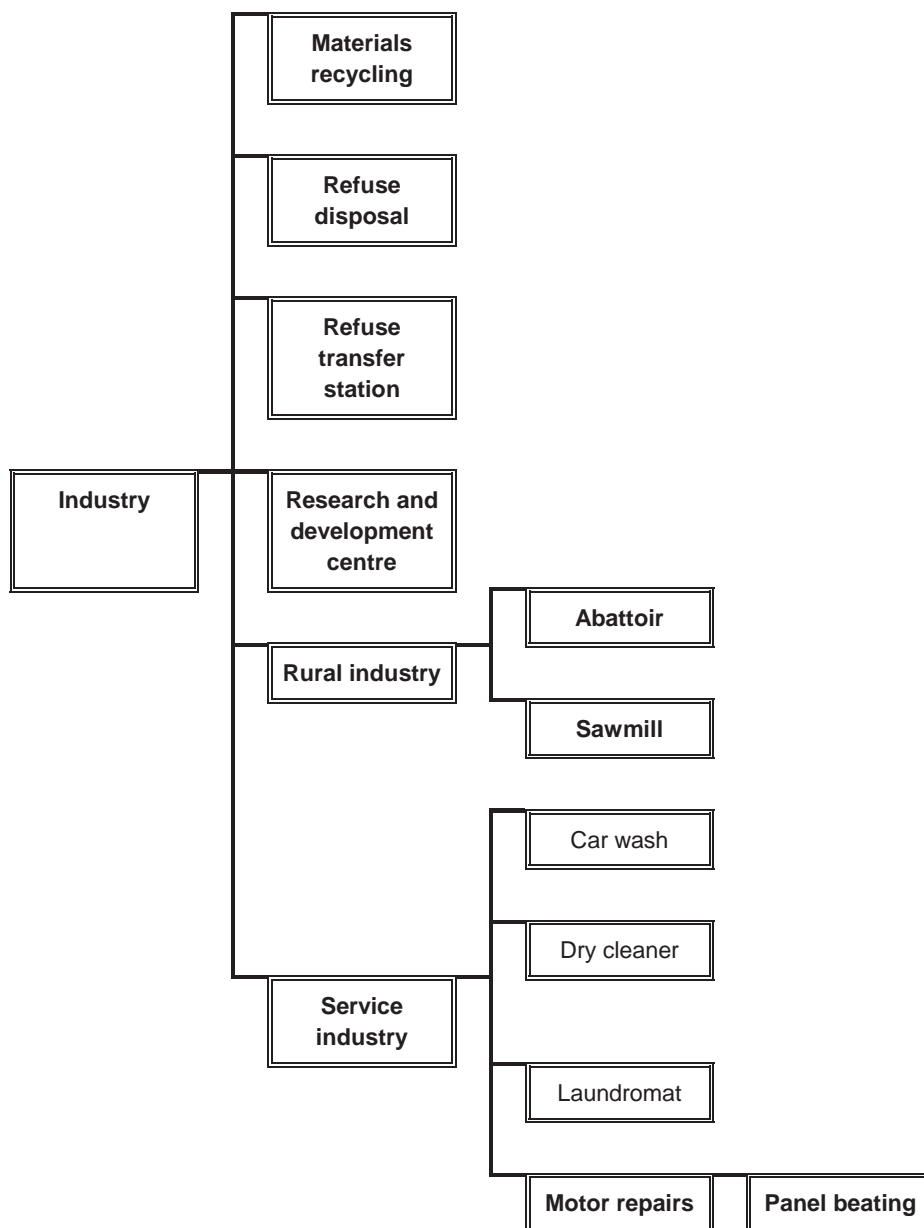 Materials
recycling
Refuse
disposal
Refuse
transfer
station
Industry
Research and
development
centre
Rural industry
Abattoir
Sawmill
Service
industry
Car wash
Dry cleaner
Laundromat
Motor repairs
Panel beating